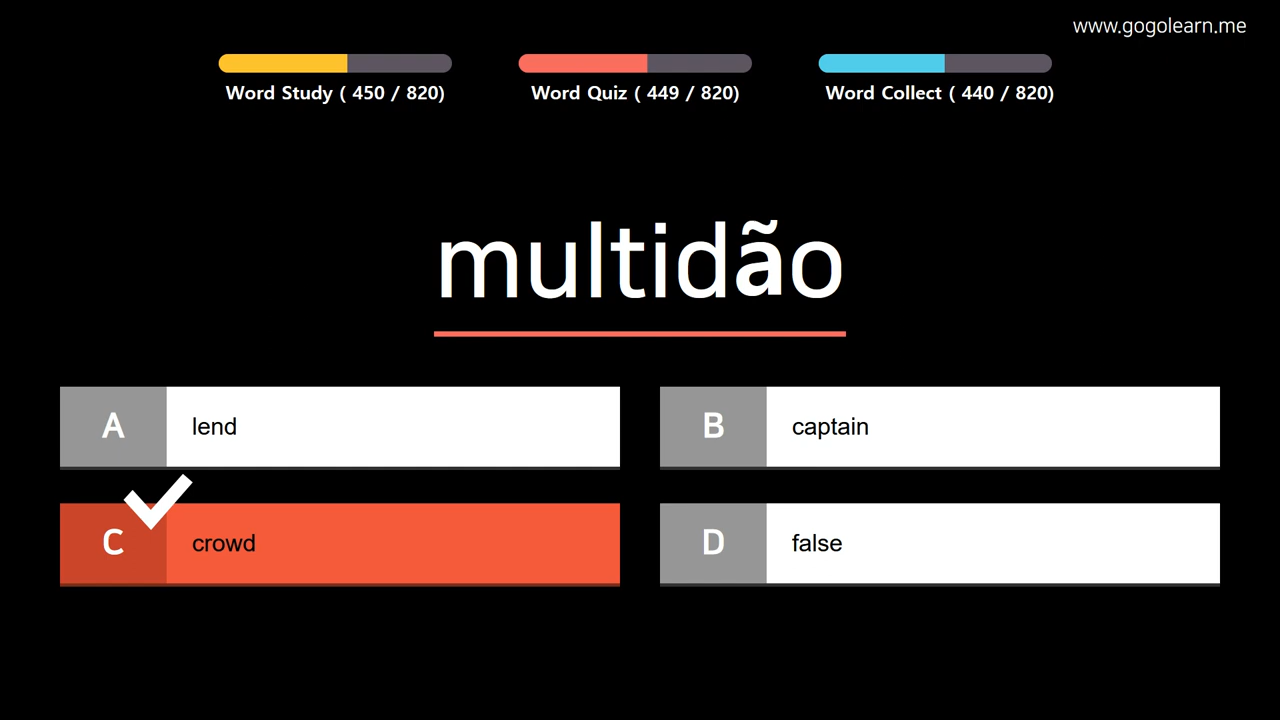 www.gogolearn.me
Word Study ( 450 / 820)
Word Quiz ( 449 / 820)
Word Collect ( 440 / 820)
multidão
A lend
B captain
C crowd
D false